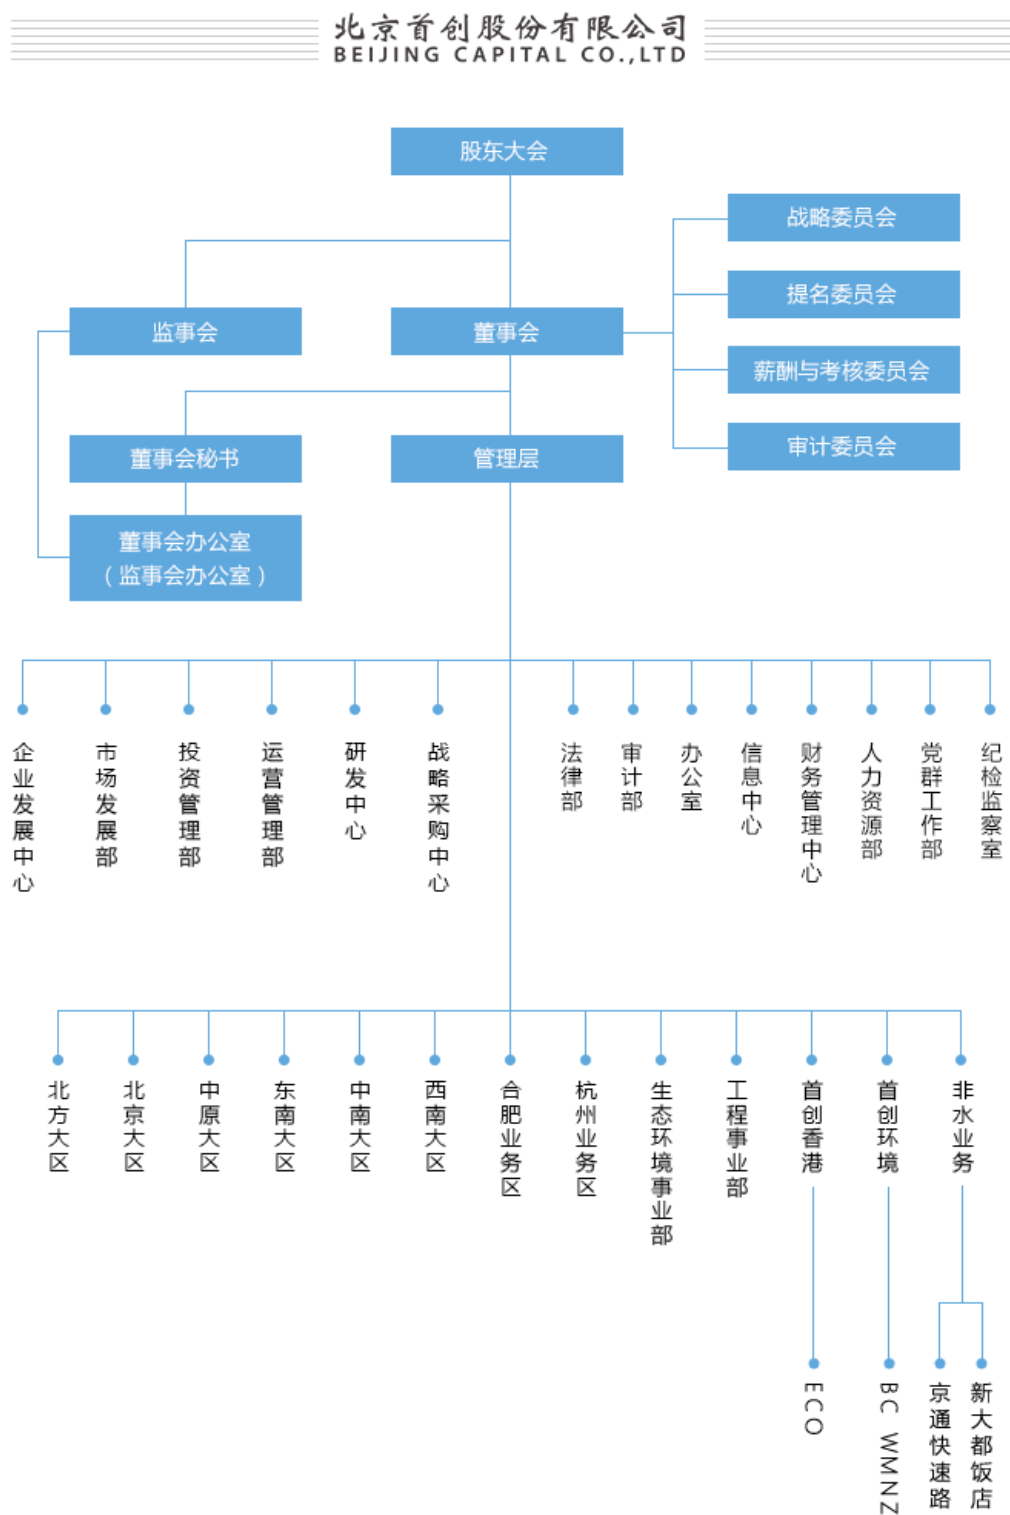 北京首创股份有限公司
BEIJING CAPITAL CO.,LTD
股东大会
战略委员会
提名委员会
监事会
董事会
薪酬与考核委员会
董事会秘书
管理层
审计委员会
董事会办公室
（监事会办公室）
企业发展中心
市场发展部
投资管理部
运营管理部
研发中心
战略采购中心
法律部
审计部
办公室
信息中心
财务管理中心
人力资源部
党群工作部
纪检监察室
北方大区
北京大区
中原大区
东南大区
中南大区
西南大区
合肥业务区
杭州业务区
生态环境事业部
工程事业部
首创香港
首创环境
非水业务
ECO
BC WMNZ
京通快速路
新大都饭店